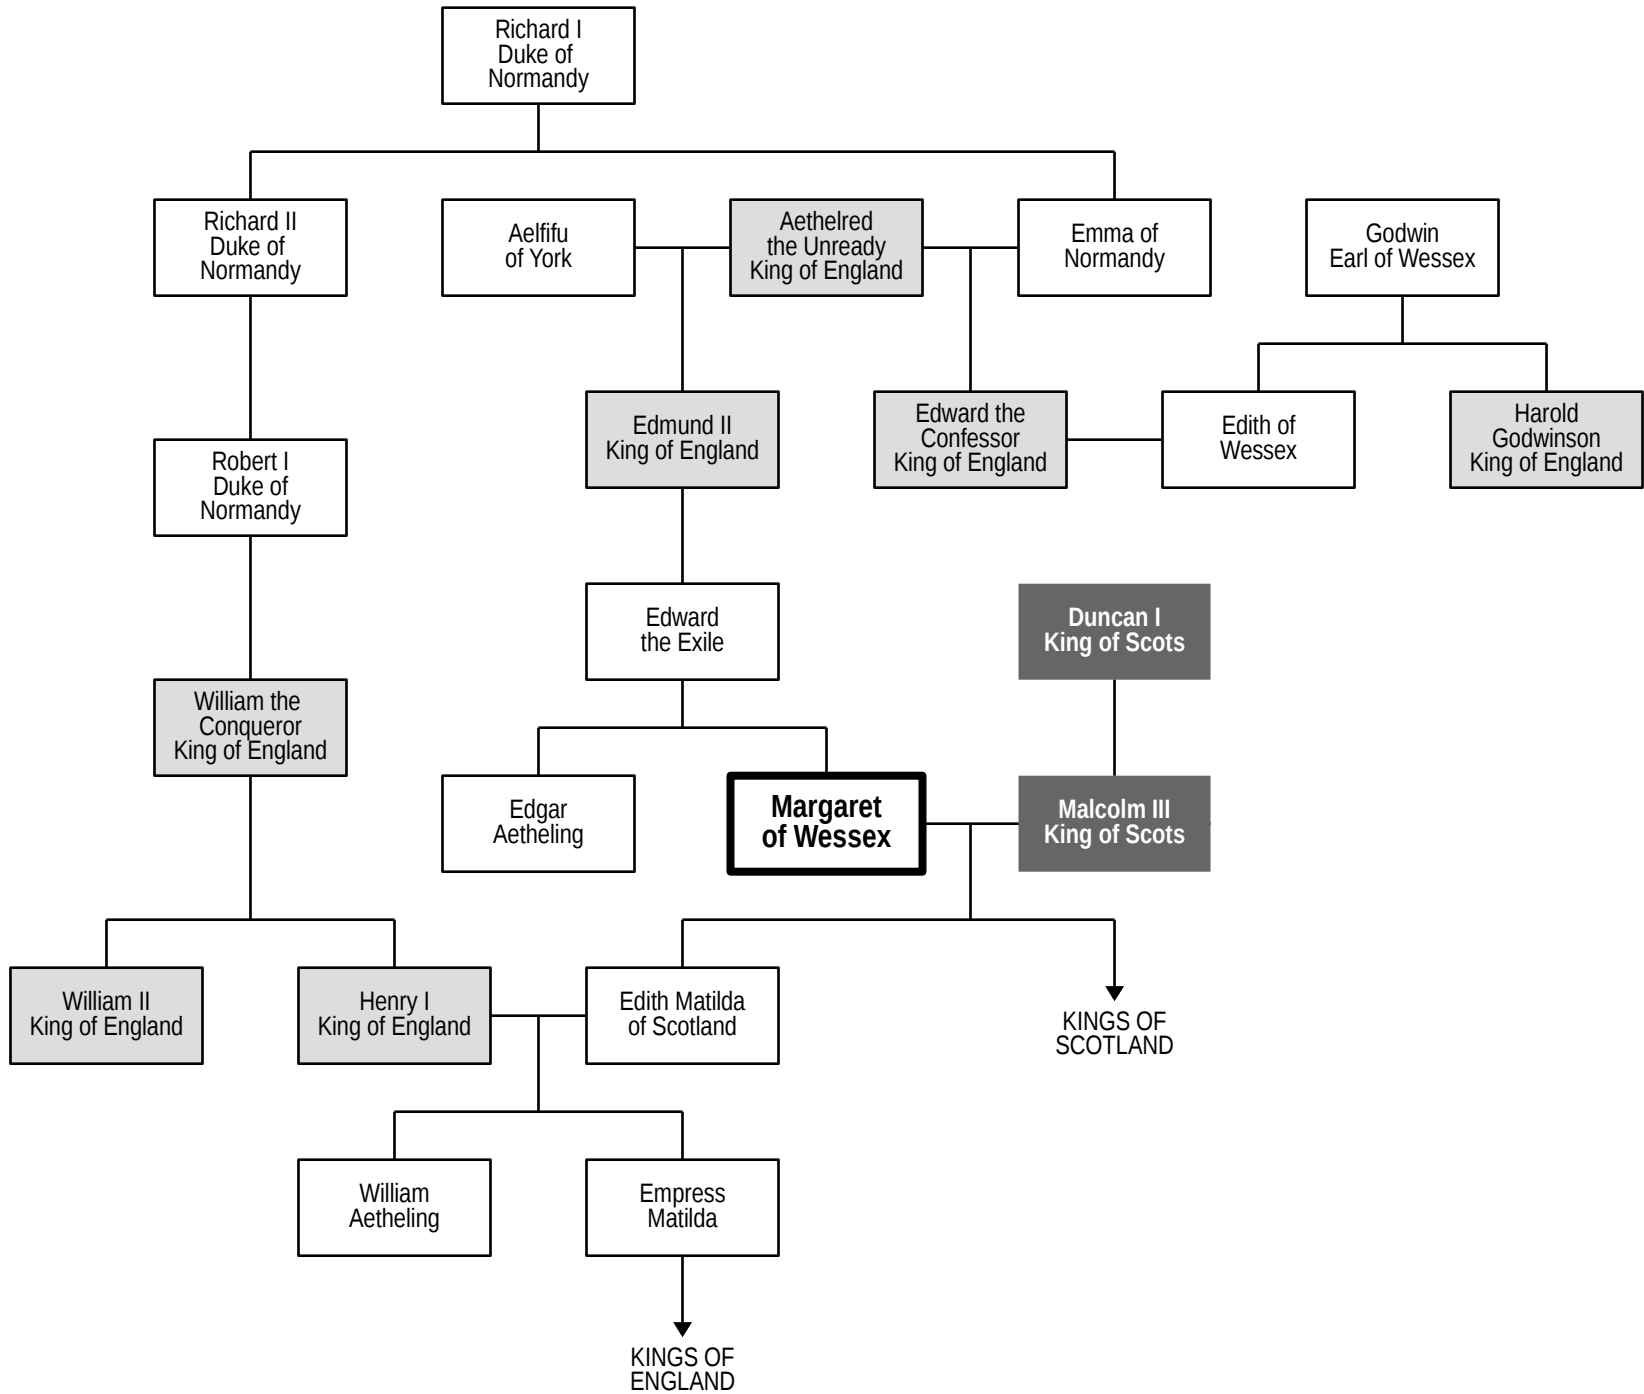 Richard I
Duke of
Normandy
Richard II
Duke of
Normandy
Aelfifu
of York
Aethelred
the Unready
King of England
Emma of
Normandy
Godwin
Earl of Wessex
Edmund II
King of England
Edward the
Confessor
King of England
Edith of
Wessex
Harold
Godwinson
King of England
Robert I
Duke of
Normandy
Edward
the Exile
Duncan I
King of Scots
William the
Conqueror
King of England
Edgar
Aetheling
Margaret
of Wessex
Malcolm III
King of Scots
William II
King of England
Henry I
King of England
Edith Matilda
of Scotland
KINGS OF
SCOTLAND
William
Aetheling
Empress
Matilda
KINGS OF
ENGLAND